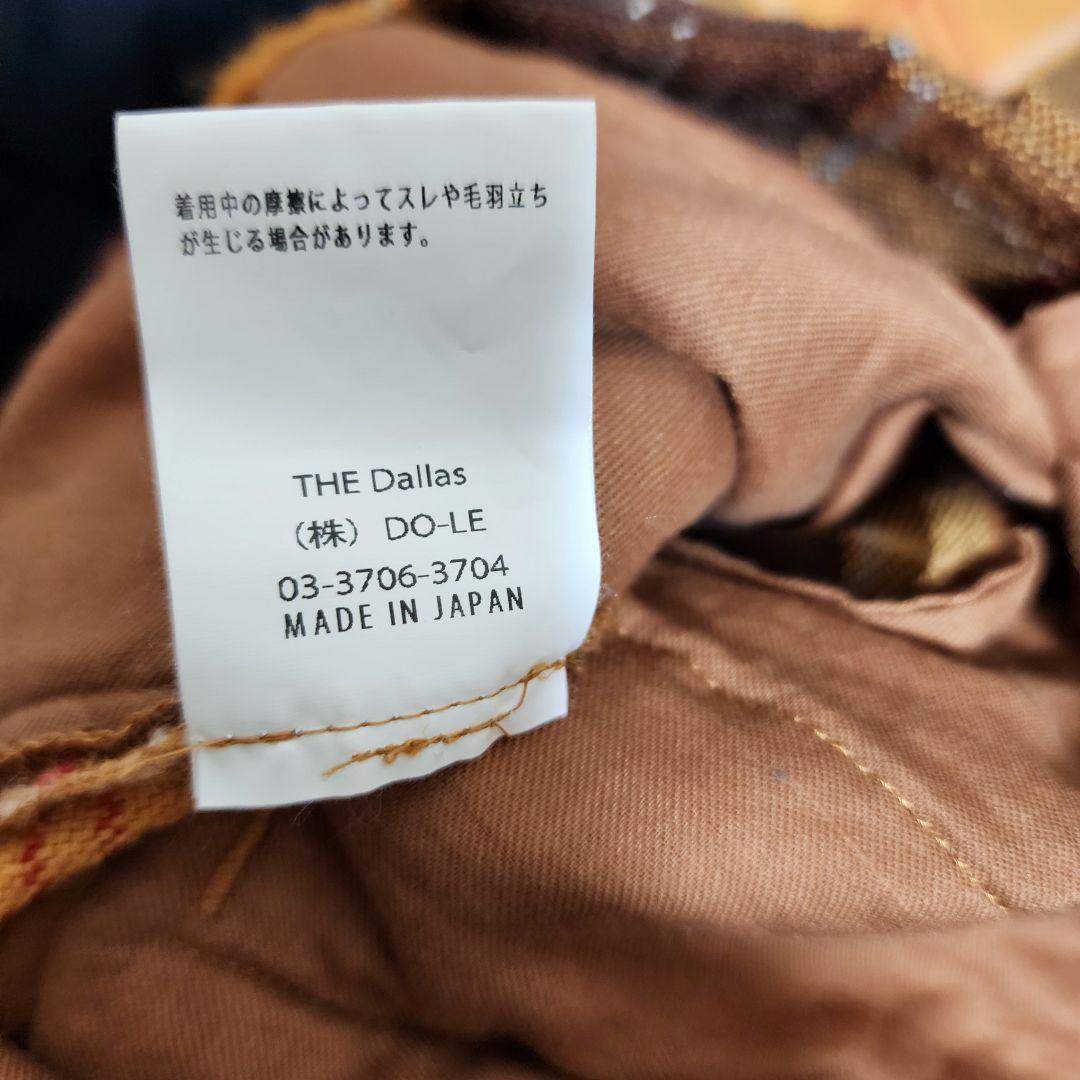 着用中の摩擦によってスレや毛羽立ち
が生じる場合があります。
THE Dallas
（株） DO-LE
03-3706-3704
MADE IN JAPAN